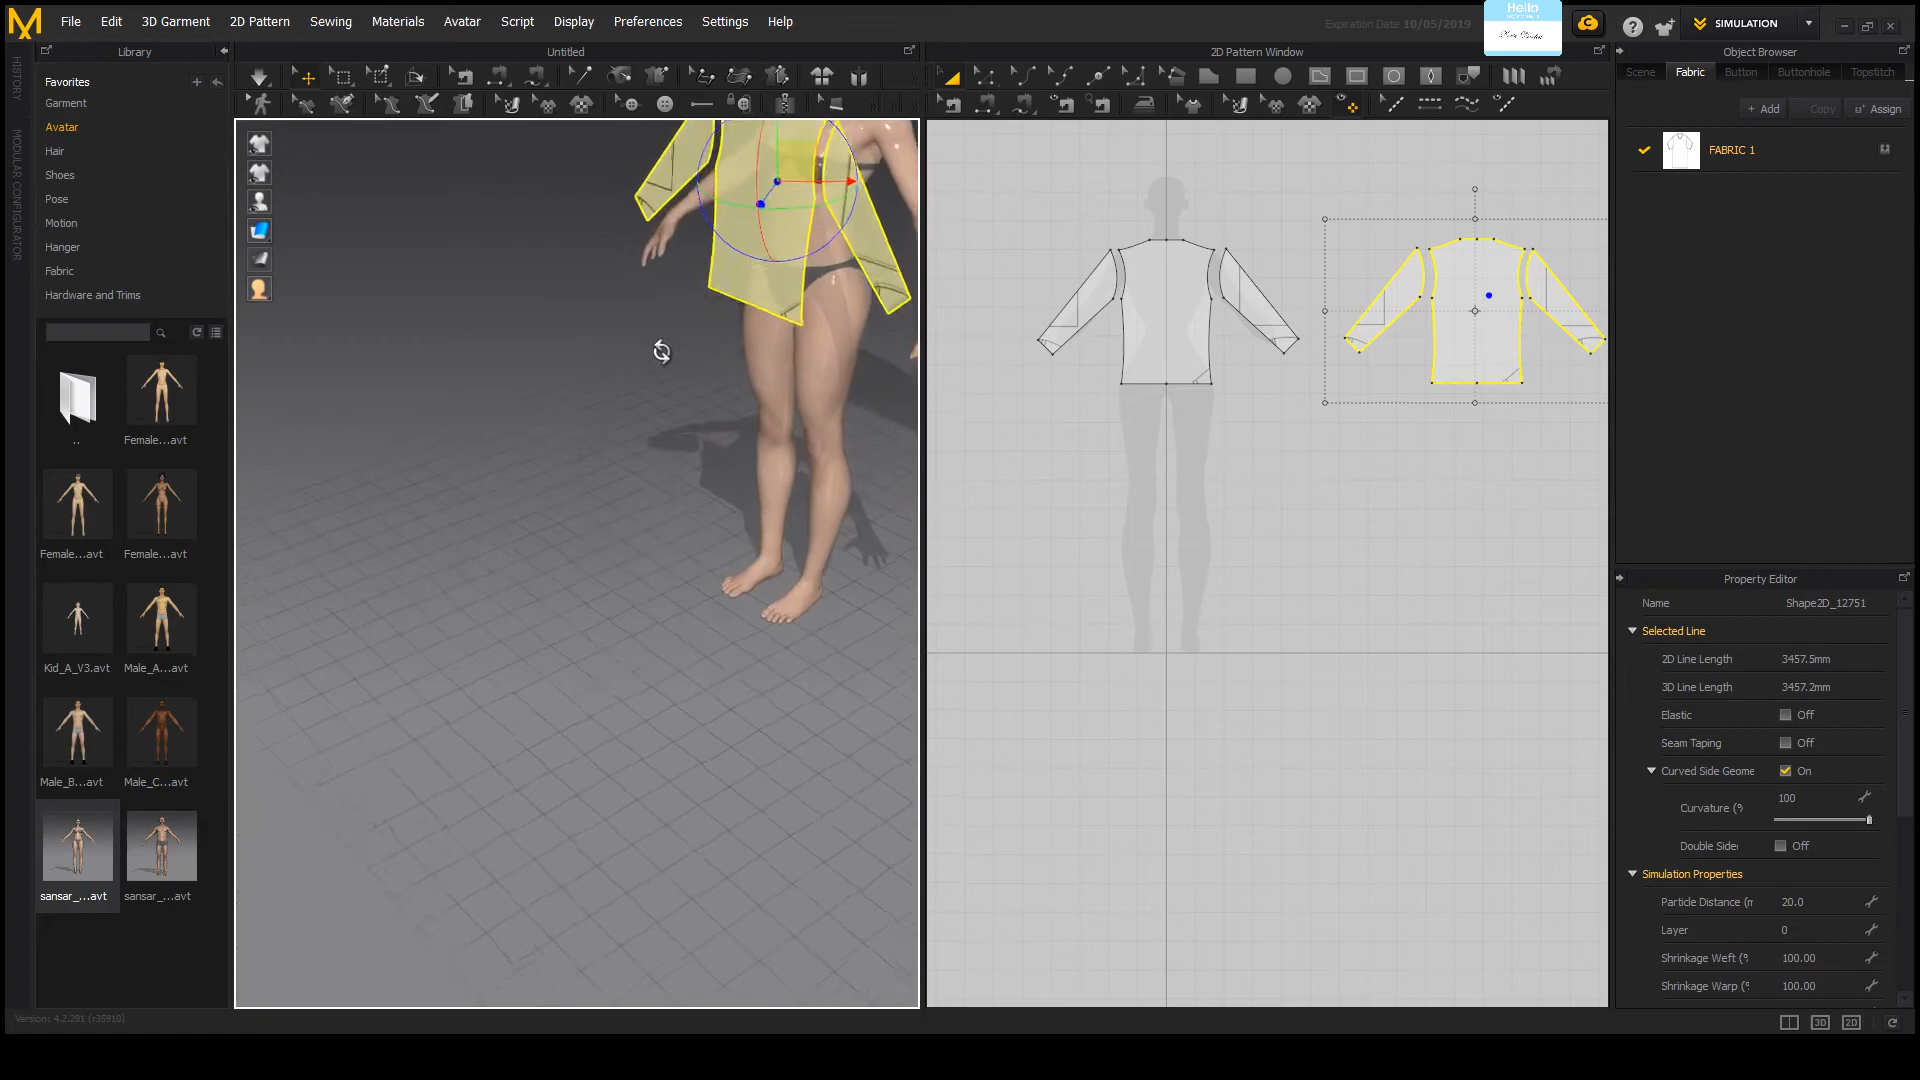 File Edit 3D Garment 2D Pattern Sewing Materials Avatar Script Display Preferences Settings Help
Expiration Date 10/05/2019
Hello
SIMULATION
HISTORY
MODULAR CONFIGURATOR
Library
Untitled
2D Pattern Window
Object Browser
Favorites
Garment
Avatar
Hair
Shoes
Pose
Motion
Hanger
Fabric
Hardware and Trims
..
Female...avt
Female...avt
Female...avt
Kid_A_V3.avt
Male_A...avt
Male_B...avt
Male_C...avt
sansar_...avt
sansar_...avt
Scene Fabric Button Buttonhole Topstitch
+ Add Copy Assign
FABRIC 1
Property Editor
Name Shape2D_12751
Selected Line
2D Line Length 3457.5mm
3D Line Length 3457.2mm
Elastic Off
Seam Taping Off
Curved Side Geome On
Curvature (% 100
Double Side Off
Simulation Properties
Particle Distance (m 20.0
Layer 0
Shrinkage Weft (% 100.00
Shrinkage Warp (% 100.00
Version: 4.2.281 (r35910)
3D 2D